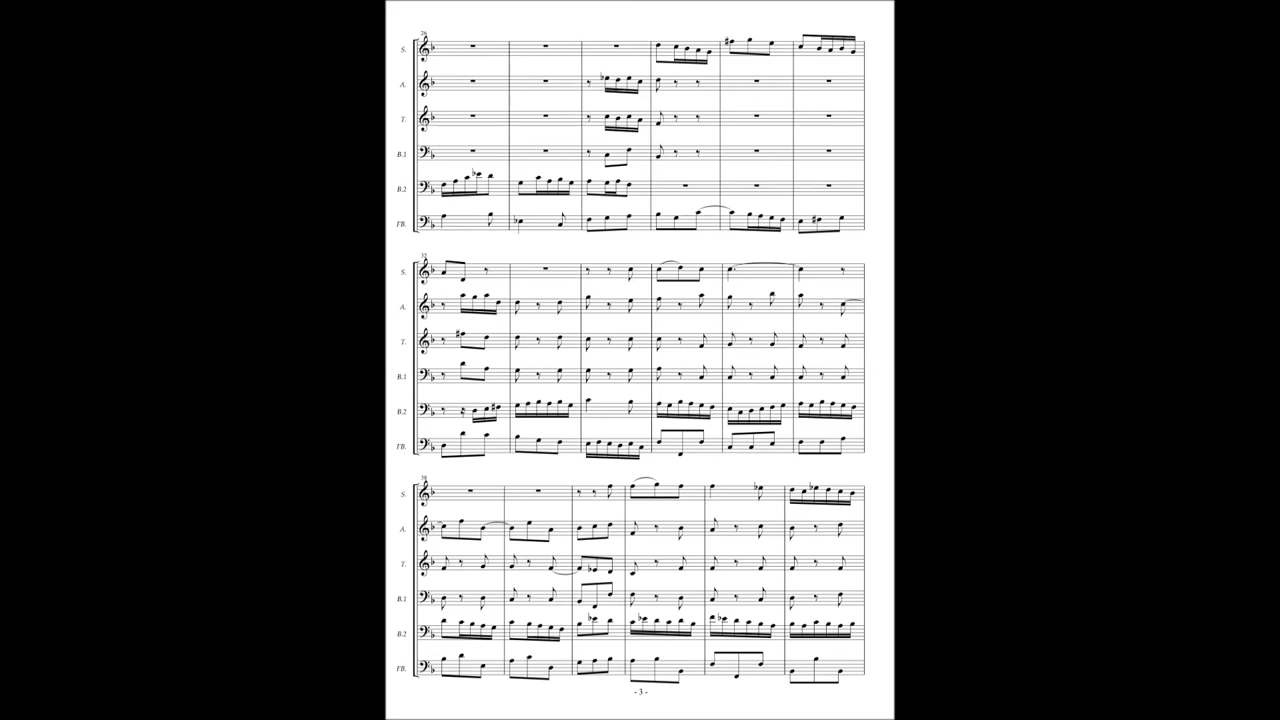 26
S.
A.
T.
B.1
B.2
FB.
32
S.
A.
T.
B.1
B.2
FB.
38
S.
A.
T.
B.1
B.2
FB.
- 3 -